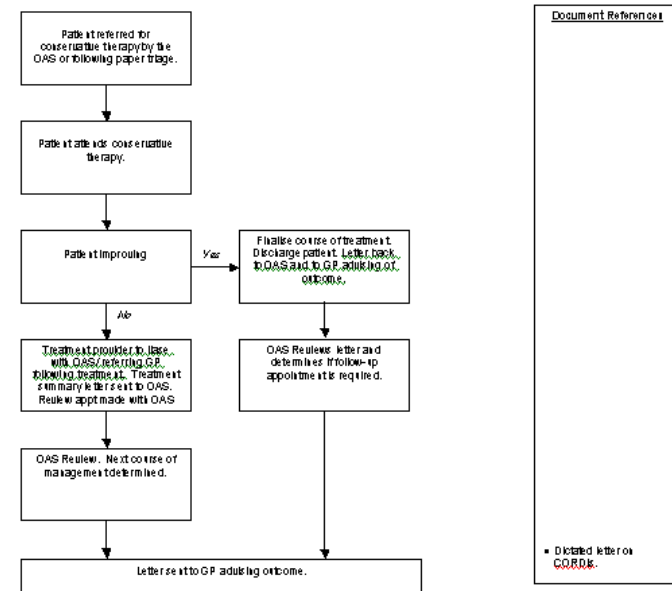 Patient referred for
conservative therapy by the
OAS or following paper triage.
Patient attends conservative
therapy.
Patient improving
Yes
Finalise course of treatment.
Discharge patient. Letter back
to OAS and to GP advising of
outcome.
No
Treatment provider to liase
with OAS/referring GP
following treatment. Treatment
summary letter sent to OAS.
Review appt made with OAS
OAS Reviews letter and
determines if follow-up
appointment is required.
OAS Review. Next course of
management determined.
Letter sent to GP advising outcome.
Document References
• Dictated letter on
CORDIs.